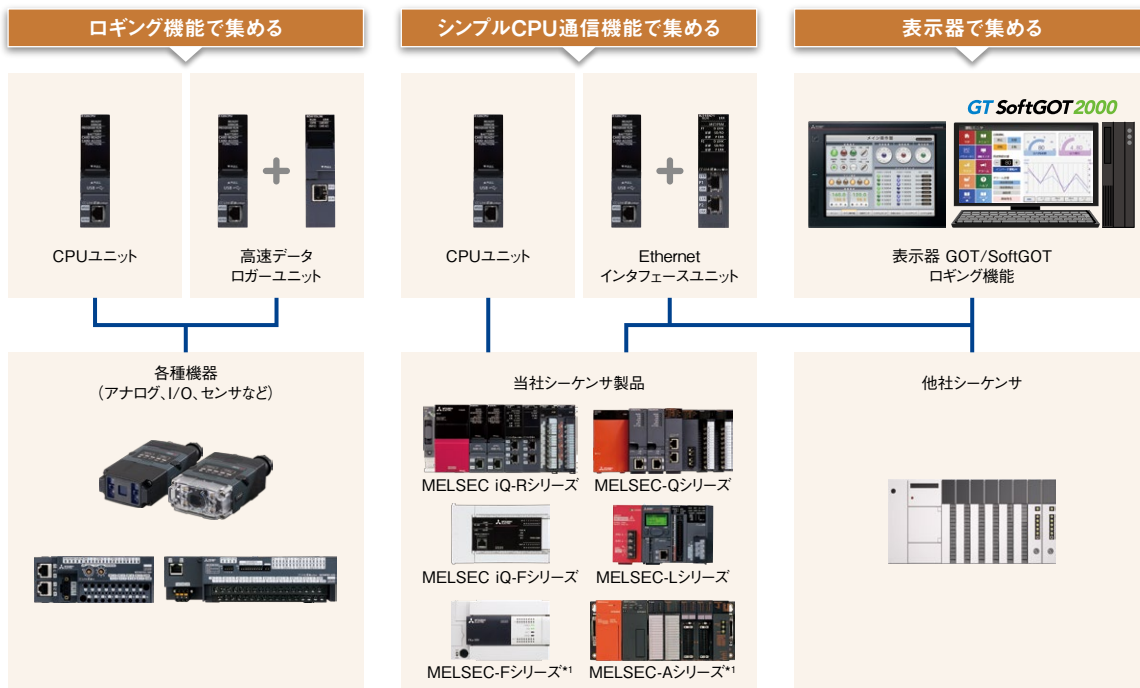 ロギング機能で集める
シンプルCPU通信機能で集める
表示器で集める
CPUユニット
高速データ
ロガーユニット
CPUユニット
Ethernet
インタフェースユニット
GT SoftGOT2000
表示器 GOT/SoftGOT
ロギング機能
各種機器
(アナログ、I/O、センサなど)
当社シーケンサ製品
MELSEC iQ-Rシリーズ
MELSEC-Qシリーズ
MELSEC iQ-Fシリーズ
MELSEC-Lシリーズ
MELSEC-Fシリーズ*1
MELSEC-Aシリーズ*1
他社シーケンサ